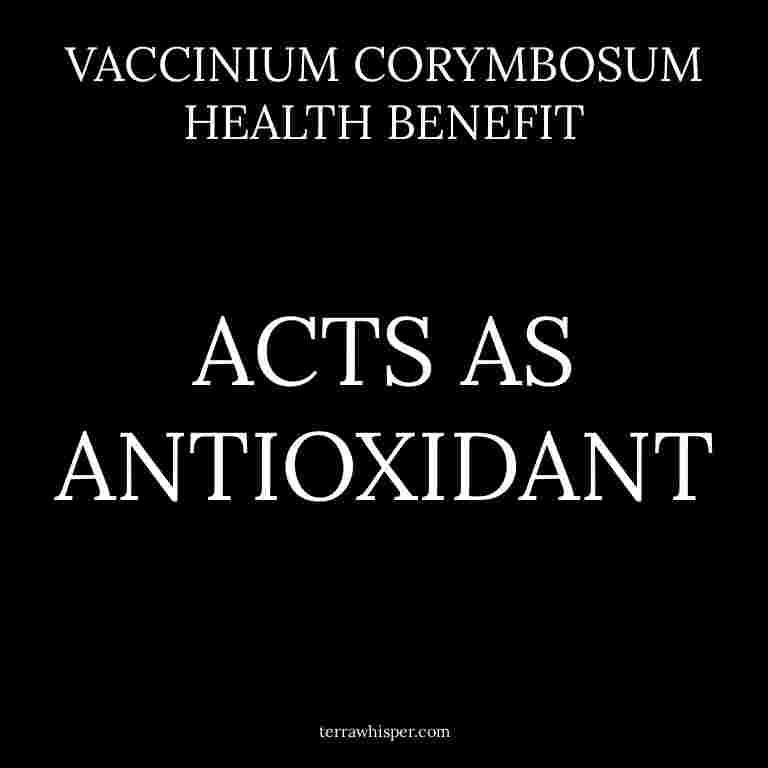 VACCINIUM CORYMBOSUM
HEALTH BENEFIT
ACTS AS
ANTIOXIDANT
terrawhisper.com